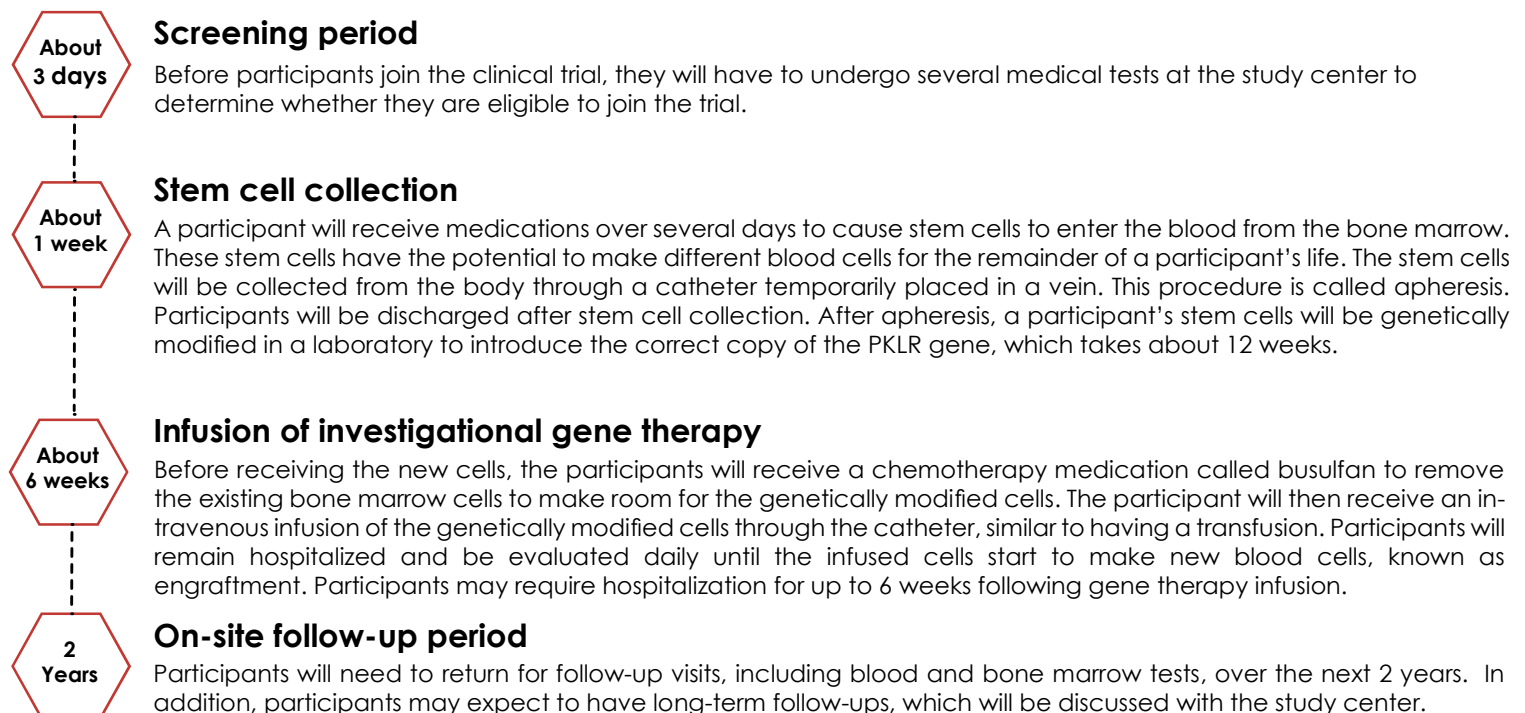 About
3 days
Screening period
Before participants join the clinical trial, they will have to undergo several medical tests at the study center to
determine whether they are eligible to join the trial.
About
1 week
Stem cell collection
A participant will receive medications over several days to cause stem cells to enter the blood from the bone marrow.
These stem cells have the potential to make different blood cells for the remainder of a participant's life. The stem cells
will be collected from the body through a catheter temporarily placed in a vein. This procedure is called apheresis.
Participants will be discharged after stem cell collection. After apheresis, a participant's stem cells will be genetically
modified in a laboratory to introduce the correct copy of the PKLR gene, which takes about 12 weeks.
About
6 weeks
Infusion of investigational gene therapy
Before receiving the new cells, the participants will receive a chemotherapy medication called busulfan to remove
the existing bone marrow cells to make room for the genetically modified cells. The participant will then receive an in-
travenous infusion of the genetically modified cells through the catheter, similar to having a transfusion. Participants will
remain hospitalized and be evaluated daily until the infused cells start to make new blood cells, known as
engraftment. Participants may require hospitalization for up to 6 weeks following gene therapy infusion.
2
Years
On-site follow-up period
Participants will need to return for follow-up visits, including blood and bone marrow tests, over the next 2 years. In
addition, participants may expect to have long-term follow-ups, which will be discussed with the study center.